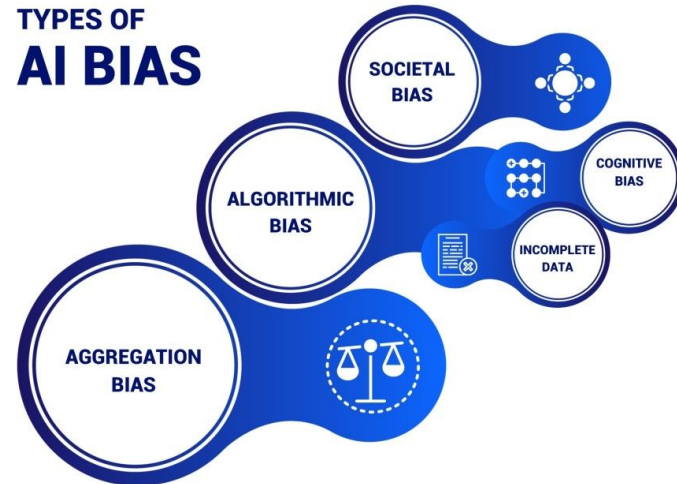 TYPES OF
AI BIAS
SOCIETAL
BIAS
COGNITIVE
BIAS
ALGORITHMIC
BIAS
INCOMPLETE
DATA
AGGREGATION
BIAS